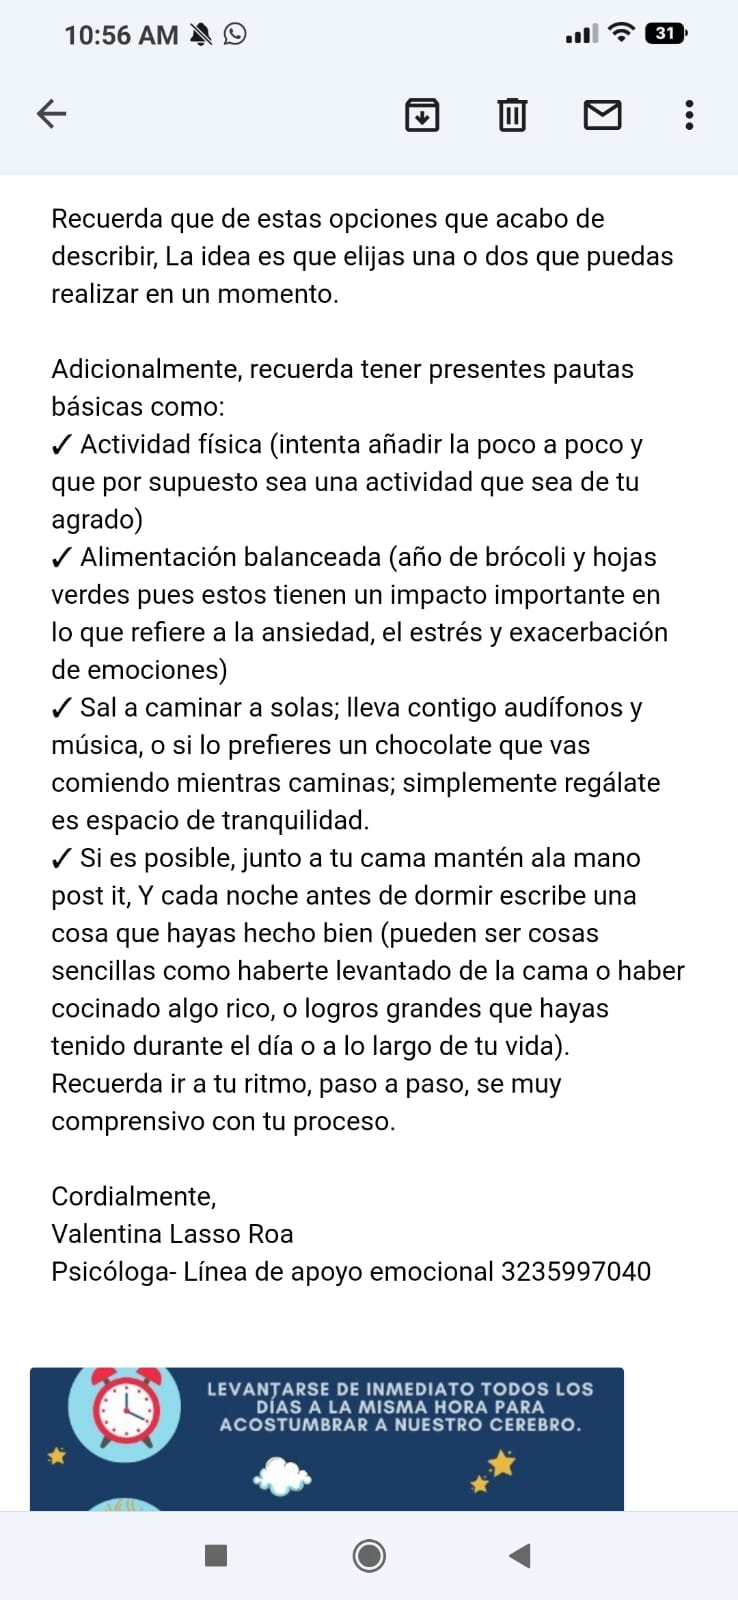 10:56 AM
31
Recuerda que de estas opciones que acabo de
describir, La idea es que elijas una o dos que puedas
realizar en un momento.
Adicionalmente, recuerda tener presentes pautas
básicas como:
✓ Actividad física (intenta añadir la poco a poco y
que por supuesto sea una actividad que sea de tu
agrado)
✓ Alimentación balanceada (año de brócoli y hojas
verdes pues estos tienen un impacto importante en
lo que refiere a la ansiedad, el estrés y exacerbación
de emociones)
✓ Sal a caminar a solas; lleva contigo audífonos y
música, o si lo prefieres un chocolate que vas
comiendo mientras caminas; simplemente regálate
es espacio de tranquilidad.
✓ Si es posible, junto a tu cama mantén ala mano
post it, Y cada noche antes de dormir escribe una
cosa que hayas hecho bien (pueden ser cosas
sencillas como haberte levantado de la cama o haber
cocinado algo rico, o logros grandes que hayas
tenido durante el día o a lo largo de tu vida).
Recuerda ir a tu ritmo, paso a paso, se muy
comprensivo con tu proceso.
Cordialmente,
Valentina Lasso Roa
Psicóloga- Línea de apoyo emocional 3235997040
LEVANTARSE DE INMEDIATO TODOS LOS
DÍAS A LA MISMA HORA PARA
ACOSTUMBRAR A NUESTRO CEREBRO.